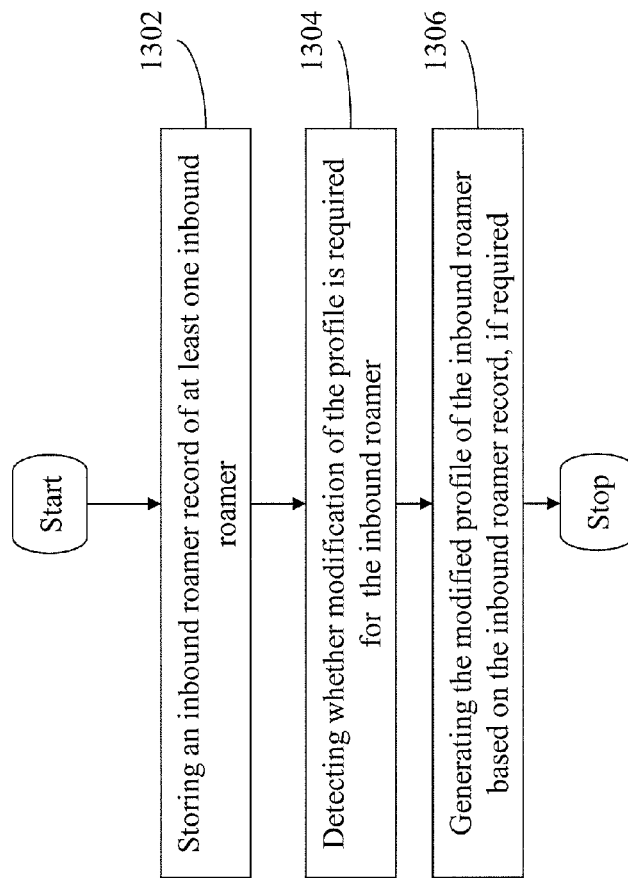 Start
Storing an inbound roamer record of at least one inbound
roamer
1302
Detecting whether modification of the profile is required
for the inbound roamer
1304
Generating the modified profile of the inbound roamer
based on the inbound roamer record, if required
1306
Stop